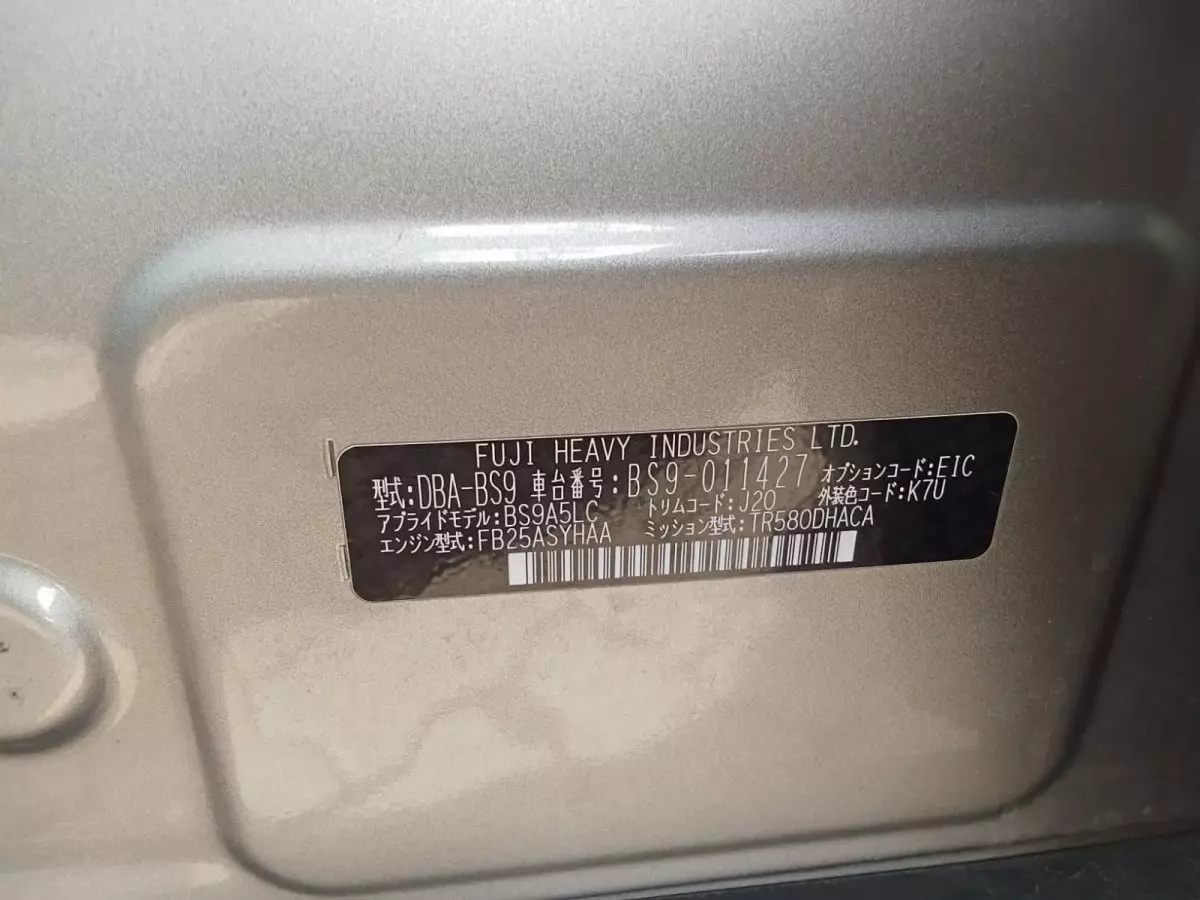 FUJI HEAVY INDUSTRIES LTD.
型式:DBA-BS9 車台番号:BS9-011427 オプションコード:EIC
アプライドモデル:BS9A5LC トリムコード:J20 外装色コード:K7U
エンジン型式:FB25ASYHAA ミッション型式:TR580DHACA